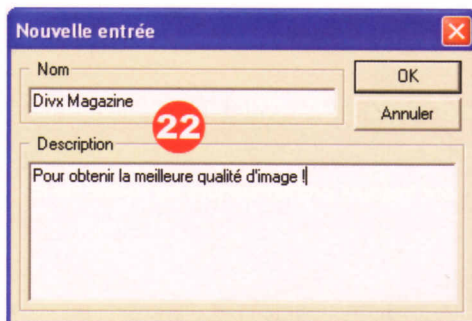 Nouvelle entrée
Nom
OK
Divx Magazine
Annuler
22
Description
Pour obtenir la meilleure qualité d'image !